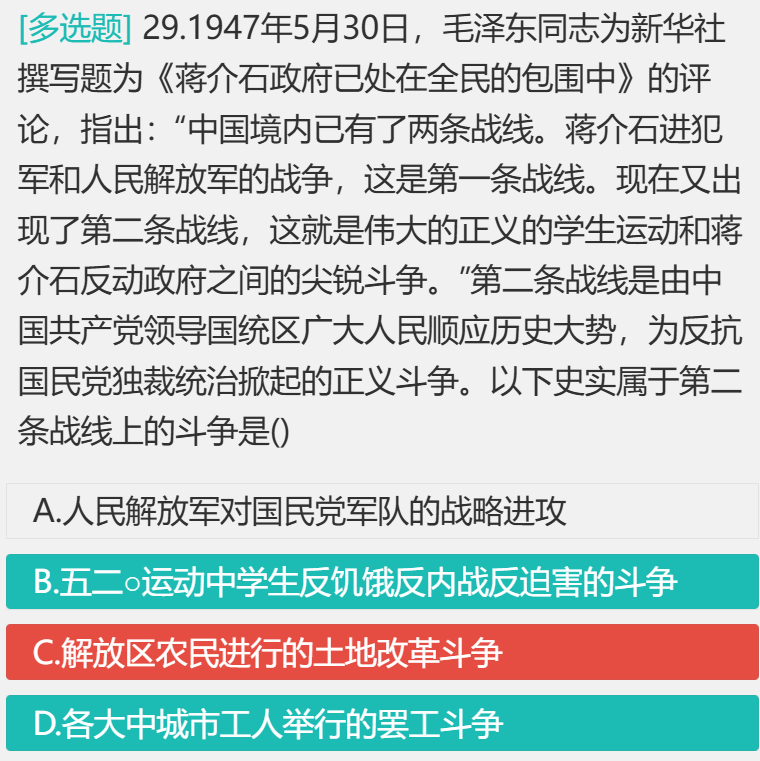 [多选题] 29.1947年5月30日，毛泽东同志为新华社
撰写题为《蒋介石政府已处在全民的包围中》的评
论，指出：“中国境内已有了两条战线。蒋介石进犯
军和人民解放军的战争，这是第一条战线。现在又出
现了第二条战线，这就是伟大的正义的学生运动和蒋
介石反动政府之间的尖锐斗争。”第二条战线是由中
国共产党领导国统区广大人民顺应历史大势，为反抗
国民党独裁统治掀起的正义斗争。以下史实属于第二
条战线上的斗争是()
A.人民解放军对国民党军队的战略进攻
B.五二○运动中学生反饥饿反内战反迫害的斗争
C.解放区农民进行的土地改革斗争
D.各大中城市工人举行的罢工斗争